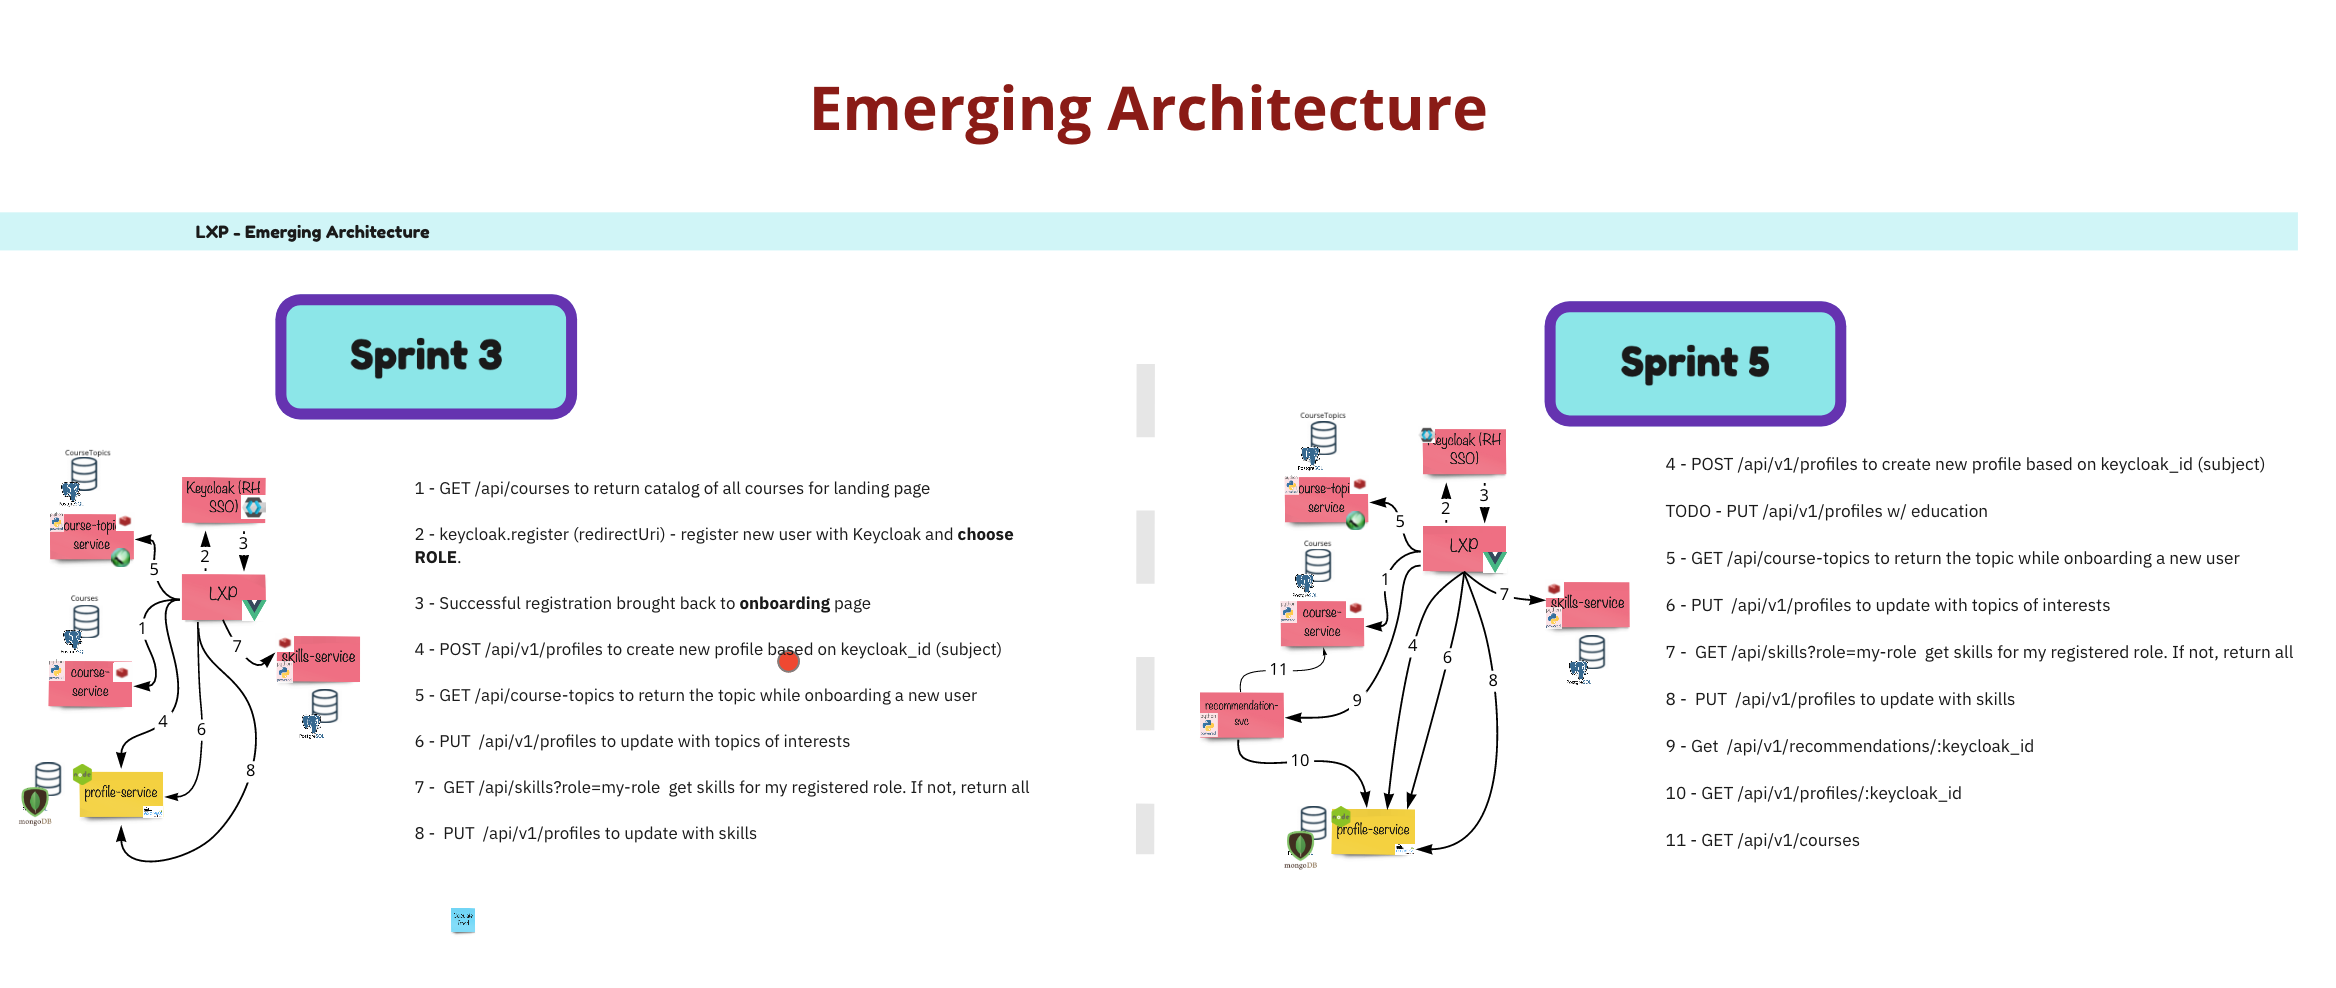 Emerging Architecture
LXP - Emerging Architecture
Sprint 3
CourseTopics
Keycloak (RH
SSO)
service
2
3
5
LXP
Courses
1
7
skills-service
course-
service
PostgreSQL
4
6
8
node
profile-service
mongoDB
1 - GET /api/courses to return catalog of all courses for landing page
2 - keycloak.register (redirectUri) - register new user with Keycloak and choose
ROLE.
3 - Successful registration brought back to onboarding page
4 - POST /api/v1/profiles to create new profile based on keycloak_id (subject)
5 - GET /api/course-topics to return the topic while onboarding a new user
6 - PUT /api/v1/profiles to update with topics of interests
7 - GET /api/skills?role=my-role get skills for my registered role. If not, return all
8 - PUT /api/v1/profiles to update with skills
Sprint 5
CourseTopics
PostgreSQL
Keycloak (RH
SSO)
service
2
3
5
LXP
Courses
1
7
skills-service
course-
service
4
6
8
11
9
recommendation-
svc
10
profile-service
mongoDB
4 - POST /api/v1/profiles to create new profile based on keycloak_id (subject)
TODO - PUT /api/v1/profiles w/ education
5 - GET /api/course-topics to return the topic while onboarding a new user
6 - PUT /api/v1/profiles to update with topics of interests
7 - GET /api/skills?role=my-role get skills for my registered role. If not, return all
8 - PUT /api/v1/profiles to update with skills
9 - Get /api/v1/recommendations/:keycloak_id
10 - GET /api/v1/profiles/:keycloak_id
11 - GET /api/v1/courses